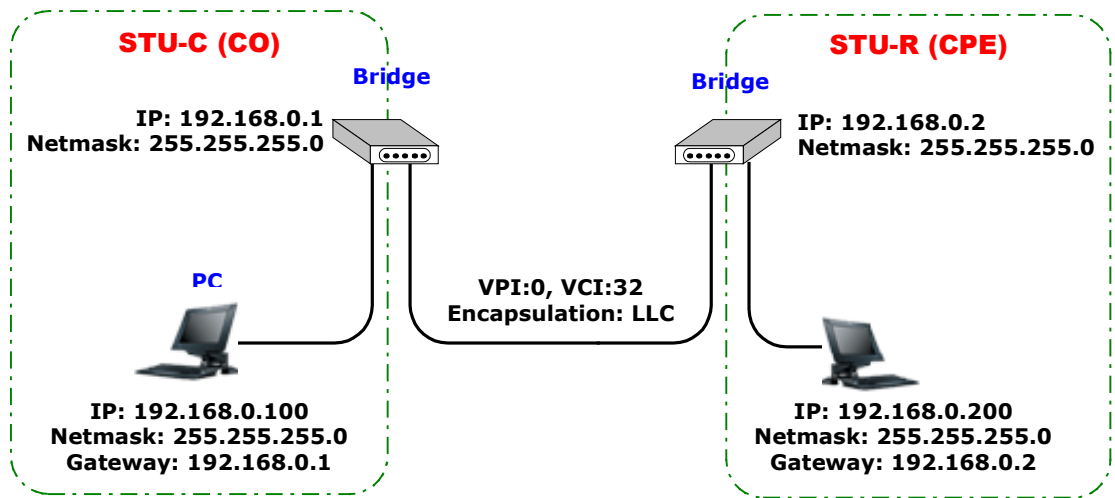 STU-C (CO)
Bridge
IP: 192.168.0.1
Netmask: 255.255.255.0
PC
IP: 192.168.0.100
Netmask: 255.255.255.0
Gateway: 192.168.0.1
VPI:0, VCI:32
Encapsulation: LLC
STU-R (CPE)
Bridge
IP: 192.168.0.2
Netmask: 255.255.255.0
IP: 192.168.0.200
Netmask: 255.255.255.0
Gateway: 192.168.0.2